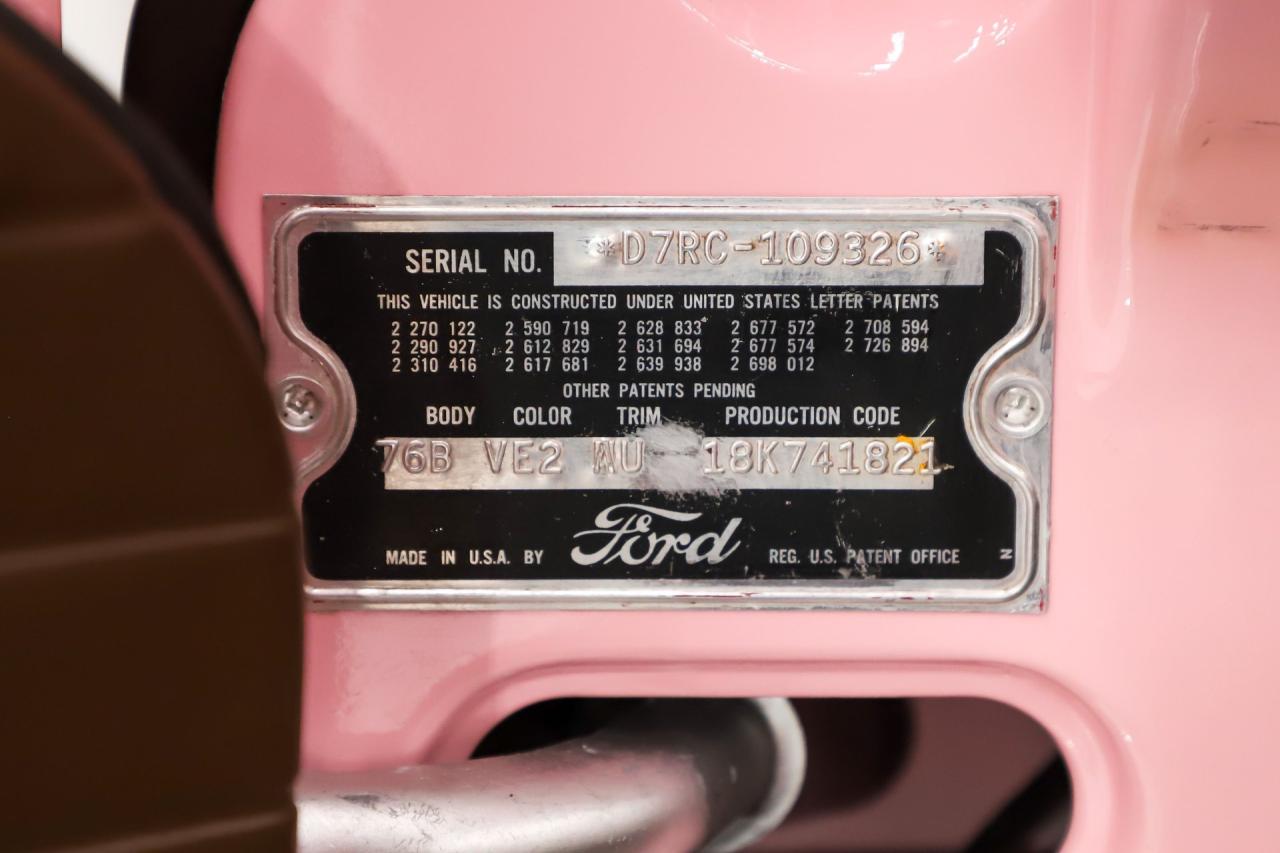 SERIAL NO. *D7RC-109326*
THIS VEHICLE IS CONSTRUCTED UNDER UNITED STATES LETTER PATENTS
2 270 122 2 590 719 2 628 833 2 677 572 2 708 594
2 290 927 2 612 829 2 631 694 2 677 574 2 726 894
2 310 416 2 617 681 2 639 938 2 698 012
OTHER PATENTS PENDING
BODY COLOR TRIM PRODUCTION CODE
76B VE2 18K741821
MADE IN U.S.A. BY Ford REG. U.S. PATENT OFFICE N